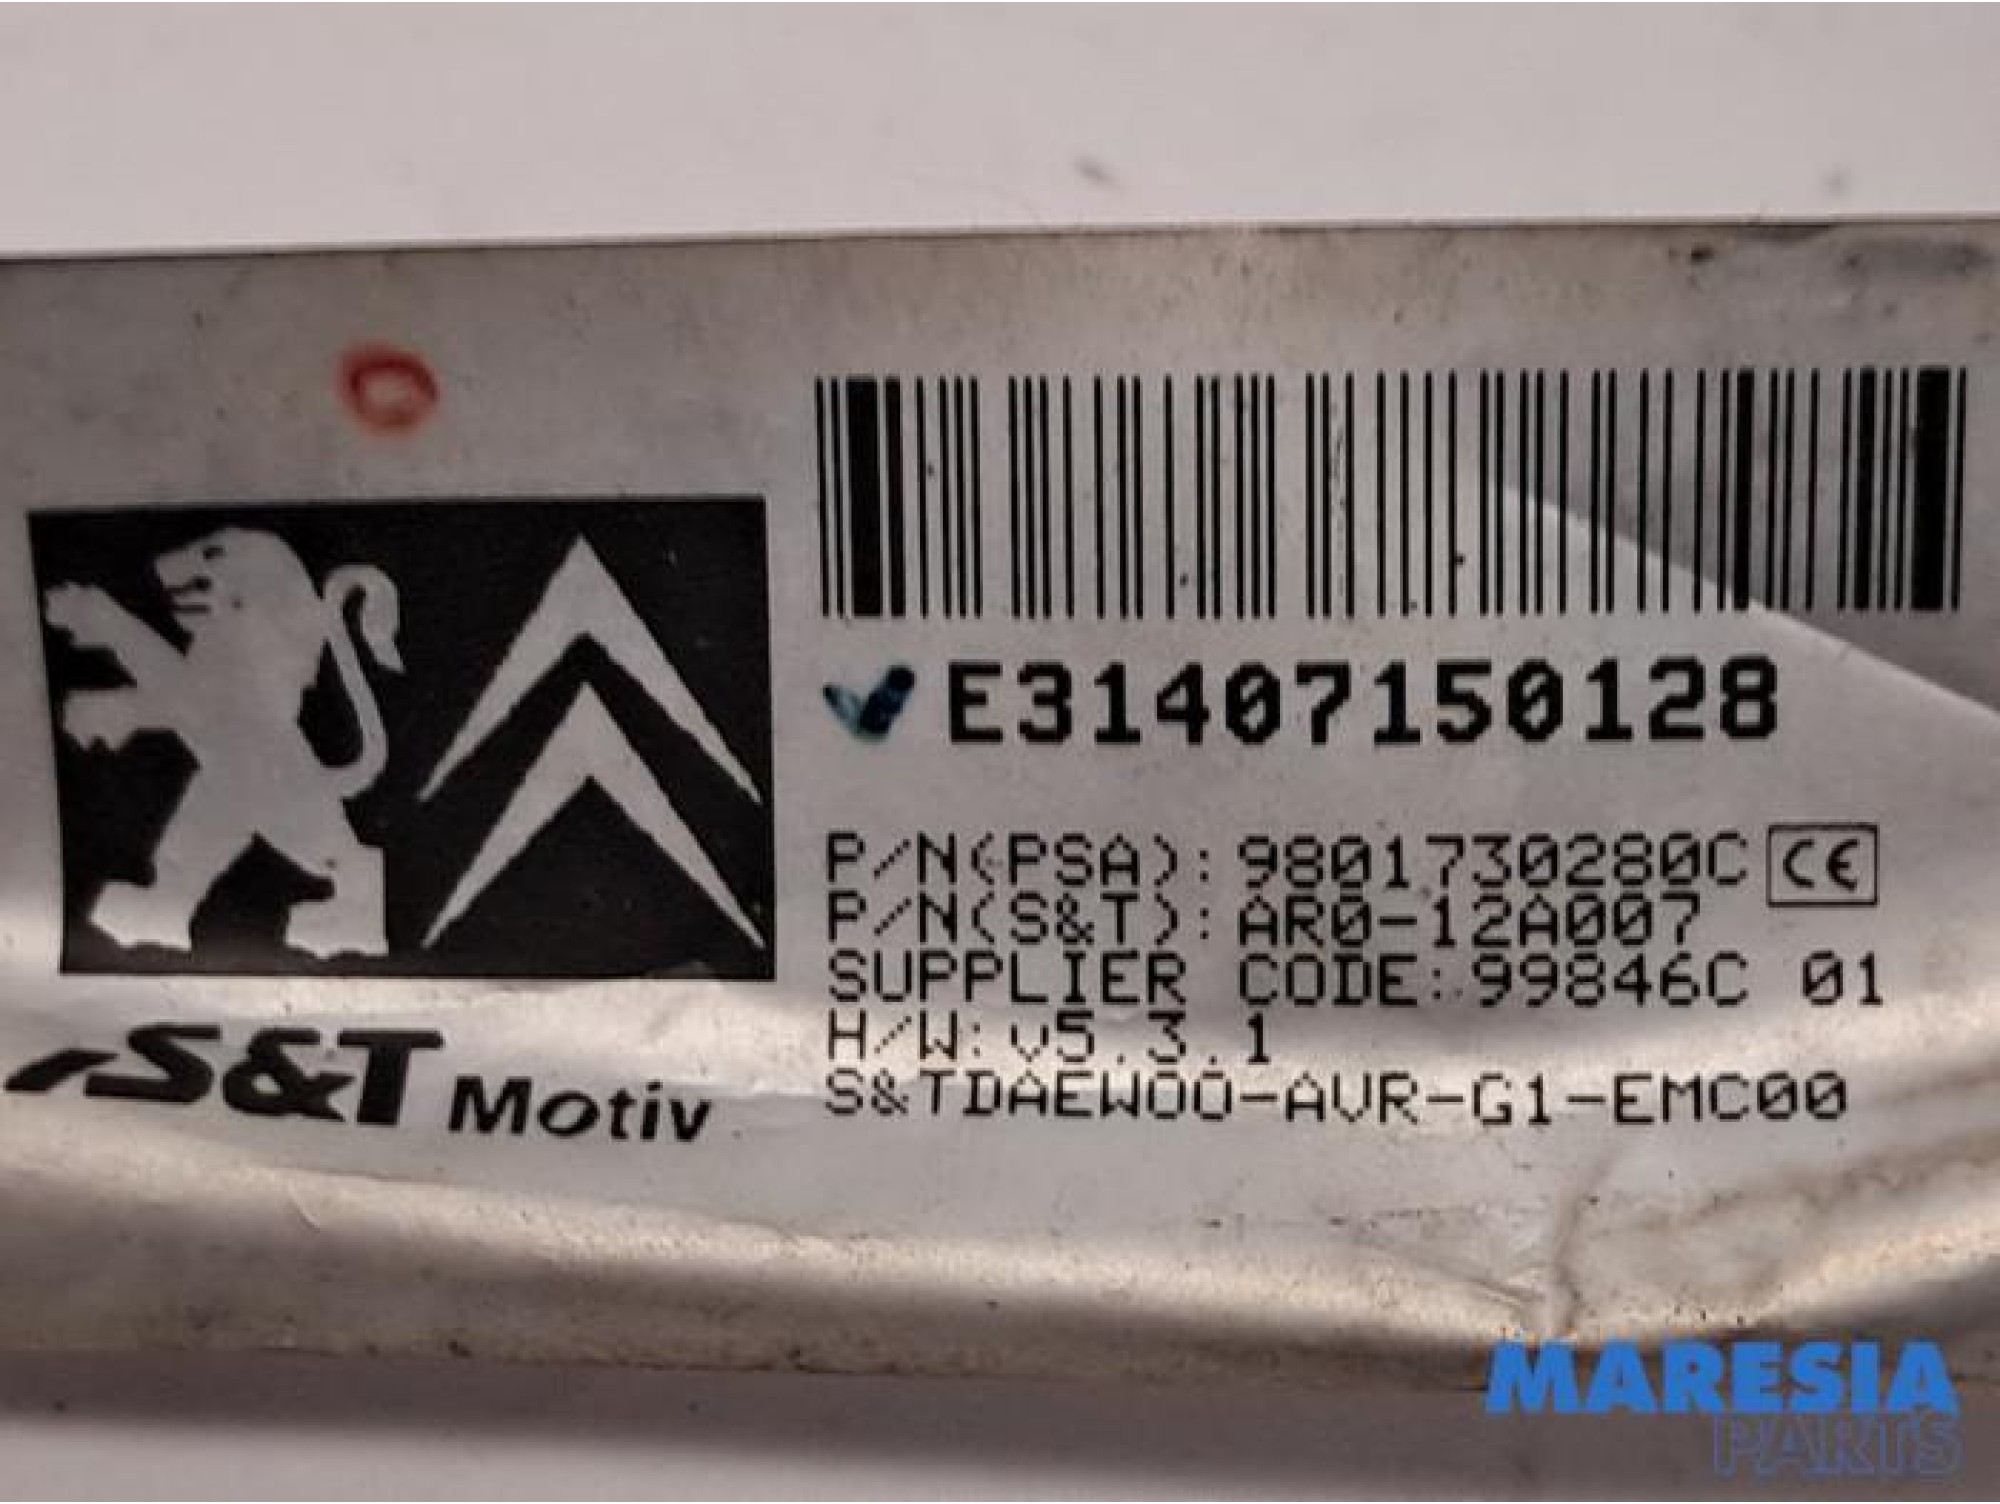 E31407150128
P/N(PSA):9801730280C CE
P/N(S&T):AR0-12A007
SUPPLIER CODE:99846C 01
H/W:v5.3.1
S&TDAEWOO-AVR-G1-EMC00
S&T Motiv
MARESIA
PARTS